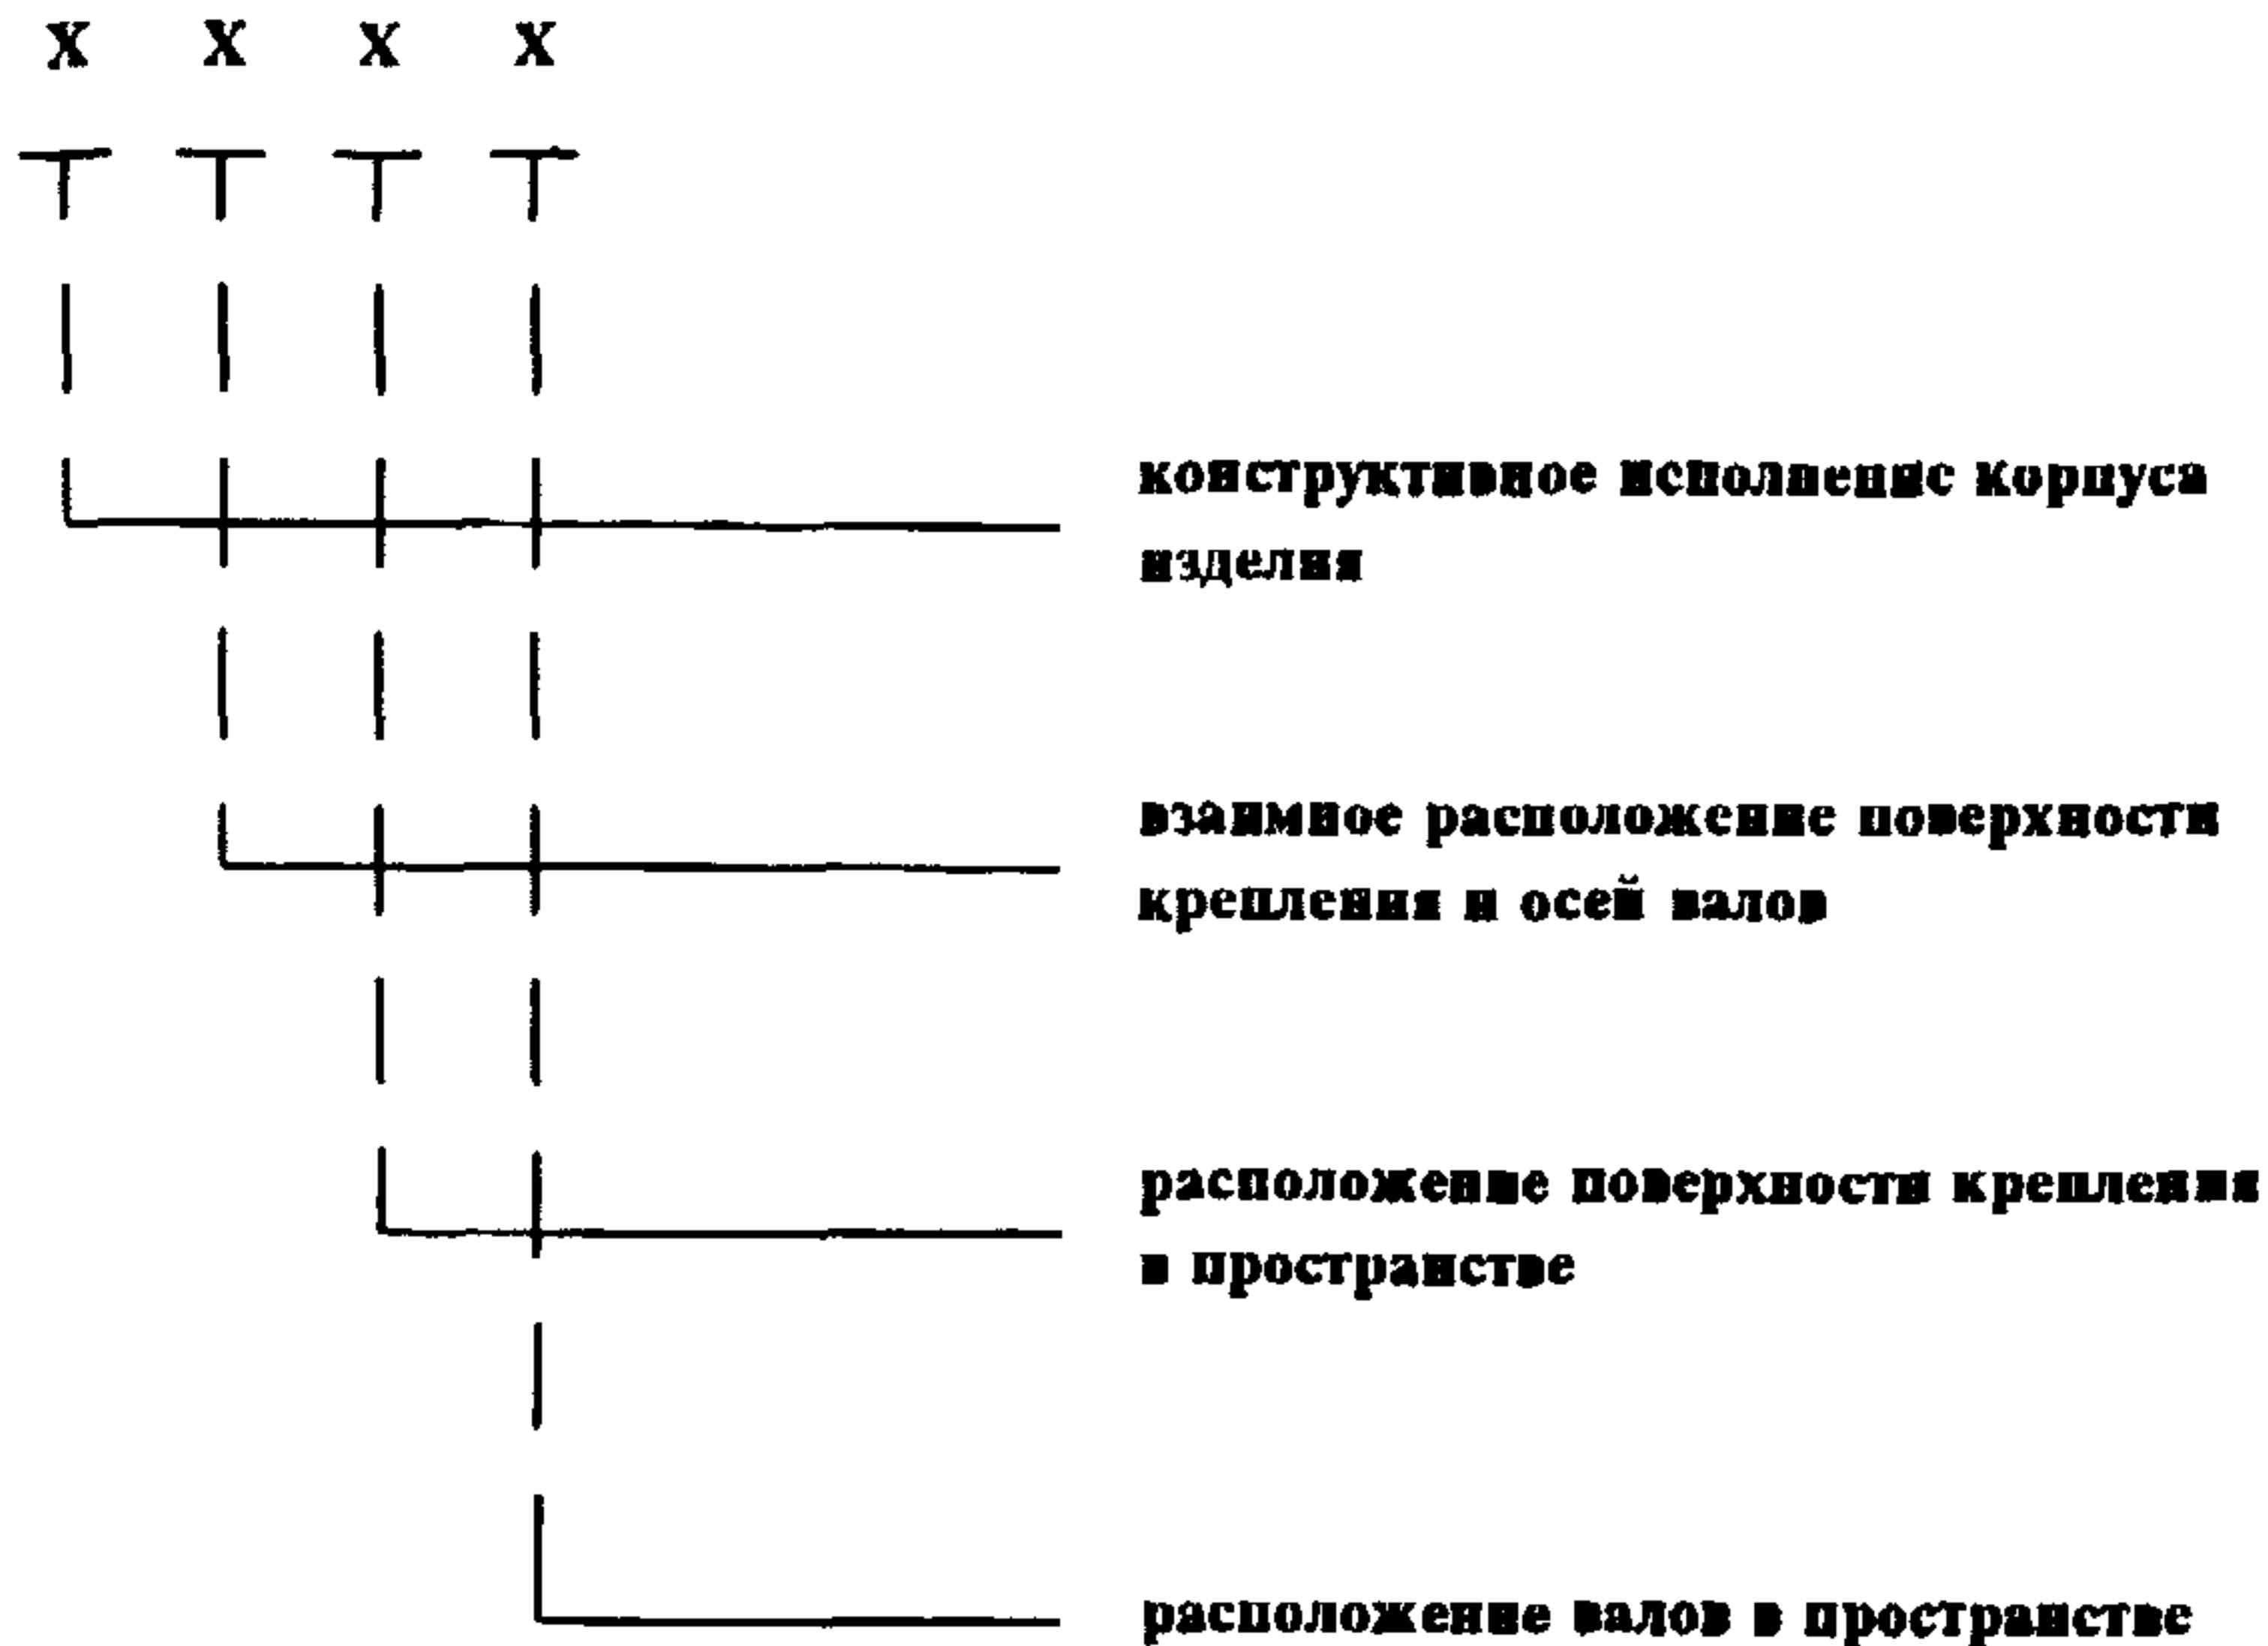 Х Х Х Х
конструктивное исполнение корпуса
изделия
взаимное расположение поверхности
крепления и осей валов
расположение поверхности крепления
в пространстве
расположение валов в пространстве